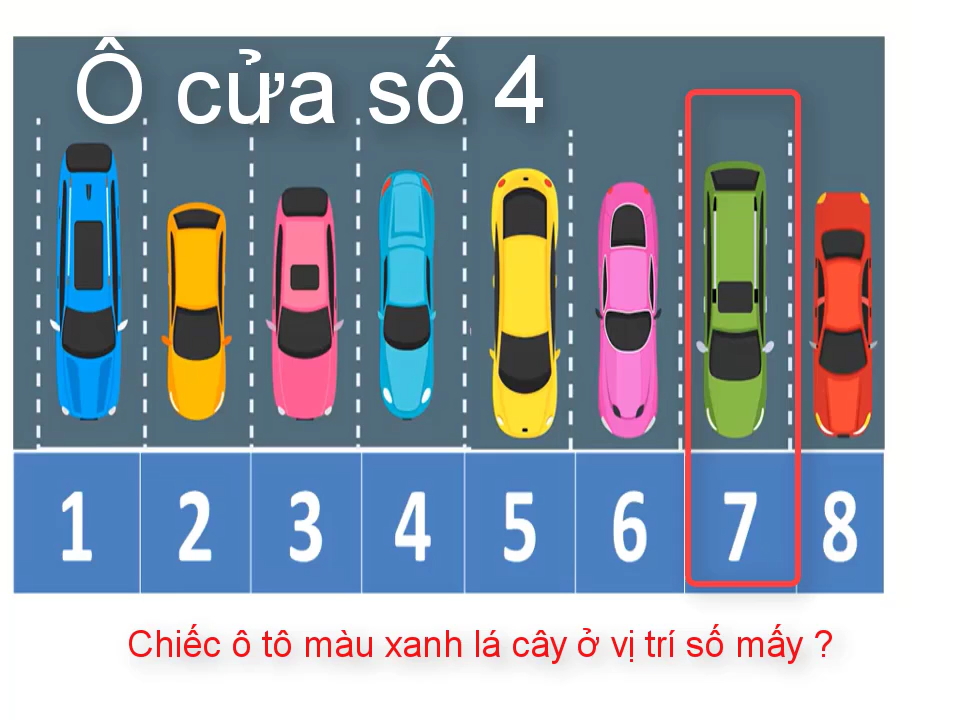 Ô cửa số 4
1 2 3 4 5 6 7 8
Chiếc ô tô màu xanh lá cây ở vị trí số mấy ?